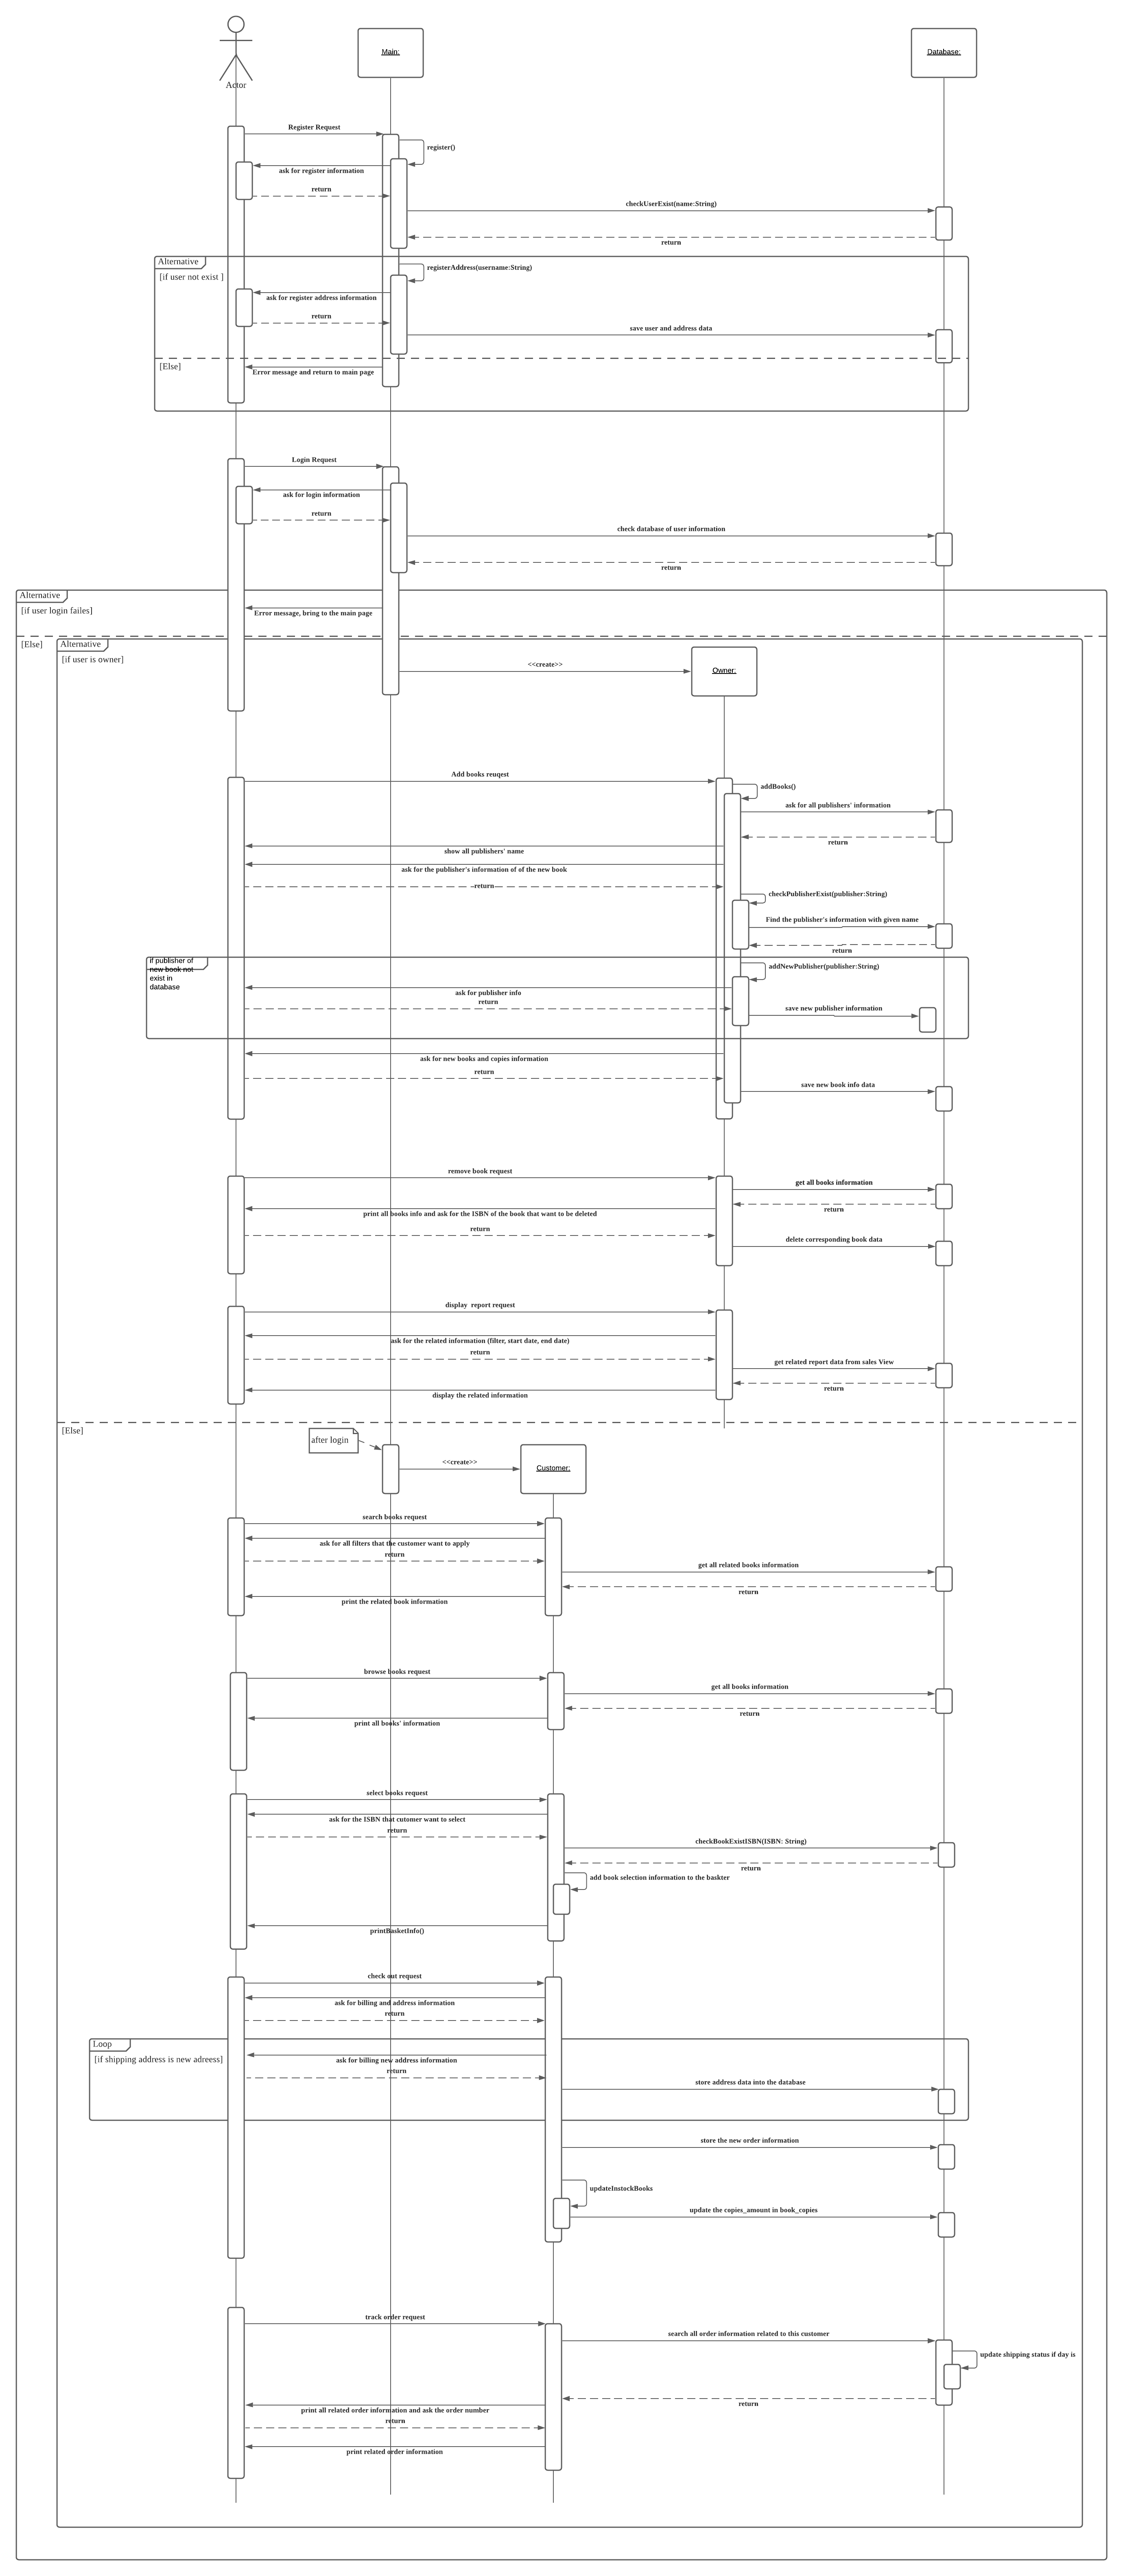 Actor
Main:
Database:
Register Request
register()
ask for register information
return
checkUserExist(name:String)
return
Alternative
[if user not exist ]
registerAddress(username:String)
ask for register address information
return
save user and address data
[Else]
Error message and return to main page
Login Request
ask for login information
return
check database of user information
return
Alternative
[if user login failes]
Error message, bring to the main page
[Else]
Alternative
[if user is owner]
<<create>>
Owner:
Add books reuqest
addBooks()
ask for all publishers' information
return
show all publishers' name
ask for the publisher's information of of the new book
return
checkPublisherExist(publisher:String)
Find the publisher's information with given name
return
if publisher of
new book not
exist in
database
addNewPublisher(publisher:String)
ask for publisher info
return
save new publisher information
ask for new books and copies information
return
save new book info data
remove book request
get all books information
return
print all books info and ask for the ISBN of the book that want to be deleted
return
delete corresponding book data
display  report request
ask for the related information (filter, start date, end date)
return
get related report data from sales View
return
display the related information
[Else]
after login
<<create>>
Customer:
search books request
ask for all filters that the customer want to apply
return
get all related books information
return
print the related book information
browse books request
get all books information
return
print all books' information
select books request
ask for the ISBN that cutomer want to select
return
checkBookExistISBN(ISBN: String)
return
add book selection information to the baskter
printBasketInfo()
check out request
ask for billing and address information
return
Loop
[if shipping address is new adreess]
ask for billing new address information
return
store address data into the database
store the new order information
updateInstockBooks
update the copies_amount in book_copies
track order request
search all order information related to this customer
update shipping status if day is
return
print all related order information and ask the order number
return
print related order information